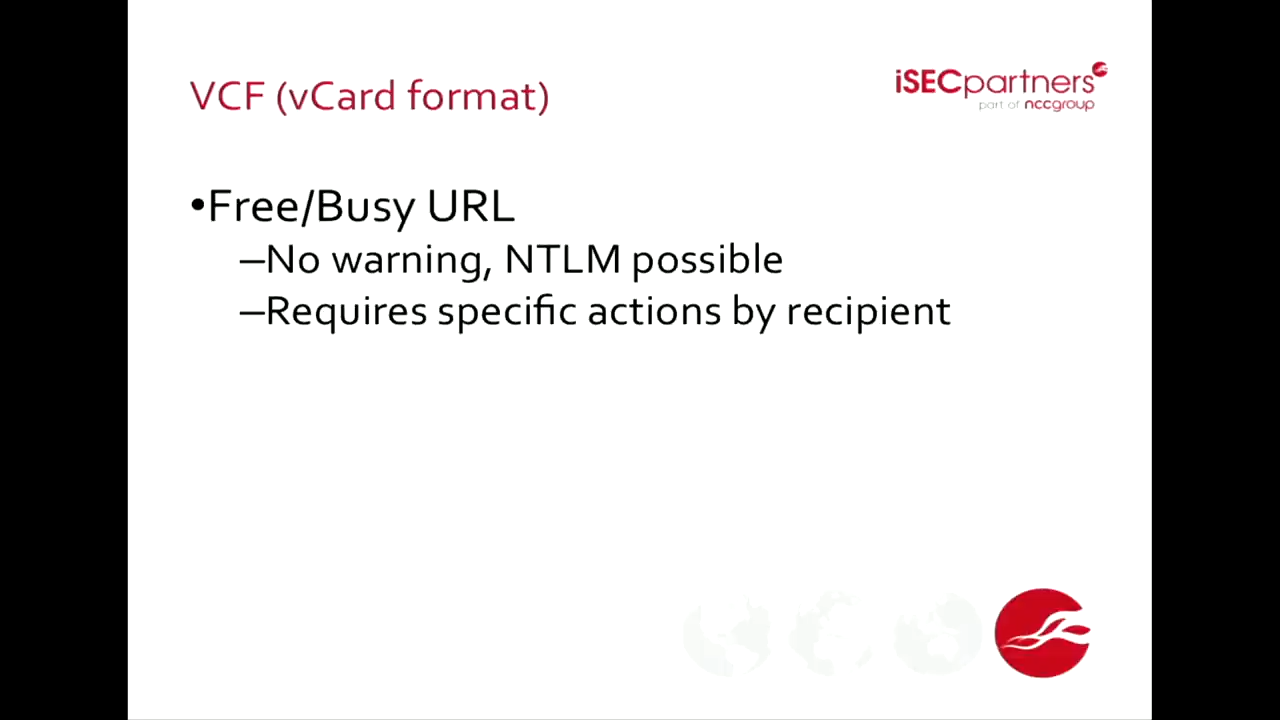 VCF (vCard format)
iSECpartners
part of nccgroup
•Free/Busy URL
–No warning, NTLM possible
–Requires specific actions by recipient